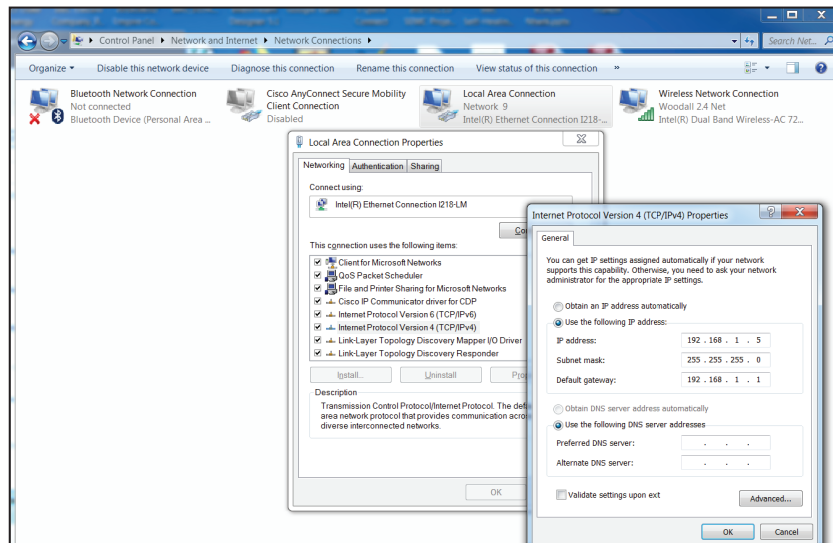 Control Panel ▸ Network and Internet ▸ Network Connections ▸
Search Net...
Organize ▾ Disable this network device Diagnose this connection Rename this connection View status of this connection »
Bluetooth Network Connection
Not connected
Bluetooth Device (Personal Area ...
Cisco AnyConnect Secure Mobility
Client Connection
Disabled
Local Area Connection
Network 9
Intel(R) Ethernet Connection I218-...
Wireless Network Connection
Woodall 2.4 Net
Intel(R) Dual Band Wireless-AC 72...
Local Area Connection Properties
Networking Authentication Sharing
Connect using:
Intel(R) Ethernet Connection I218-LM
Co
This connection uses the following items:
Client for Microsoft Networks
QoS Packet Scheduler
File and Printer Sharing for Microsoft Networks
Cisco IP Communicator driver for CDP
Internet Protocol Version 6 (TCP/IPv6)
Internet Protocol Version 4 (TCP/IPv4)
Link-Layer Topology Discovery Mapper I/O Driver
Link-Layer Topology Discovery Responder
Install... Uninstall Prop
Description
Transmission Control Protocol/Internet Protocol. The defa
area network protocol that provides communication acros
diverse interconnected networks.
OK
Internet Protocol Version 4 (TCP/IPv4) Properties
General
You can get IP settings assigned automatically if your network
supports this capability. Otherwise, you need to ask your network
administrator for the appropriate IP settings.
Obtain an IP address automatically
Use the following IP address:
IP address: 192 . 168 . 1 . 5
Subnet mask: 255 . 255 . 255 . 0
Default gateway: 192 . 168 . 1 . 1
Obtain DNS server address automatically
Use the following DNS server addresses
Preferred DNS server: . . .
Alternate DNS server: . . .
Validate settings upon ext
Advanced...
OK Cancel